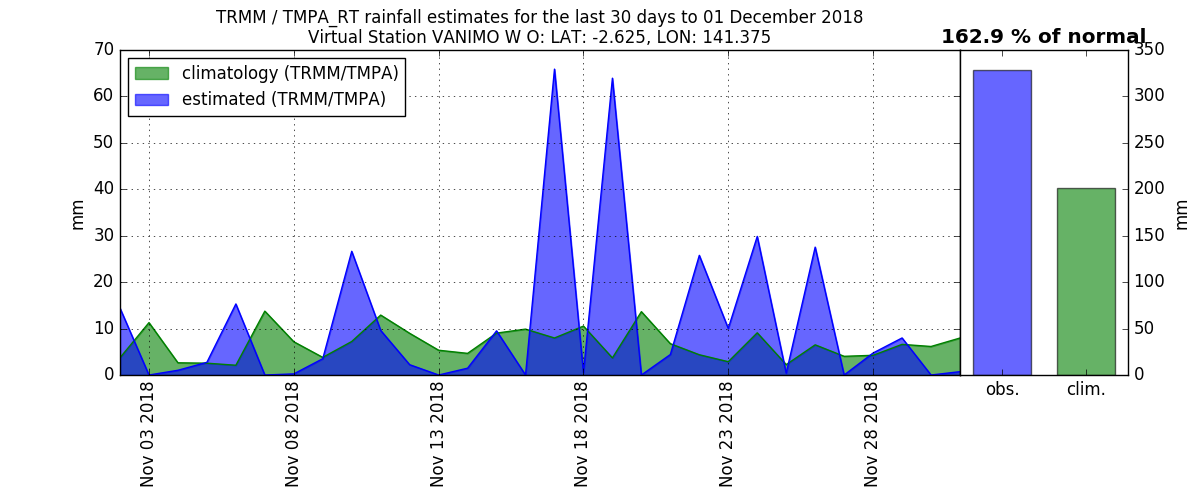 TRMM / TMPA_RT rainfall estimates for the last 30 days to 01 December 2018
Virtual Station VANIMO W O: LAT: -2.625, LON: 141.375
162.9 % of normal
climatology (TRMM/TMPA)
estimated (TRMM/TMPA)
70
60
50
40
30
20
10
0
mm
Nov 03 2018
Nov 08 2018
Nov 13 2018
Nov 18 2018
Nov 23 2018
Nov 28 2018
obs.
clim.
350
300
250
200
150
100
50
0
mm